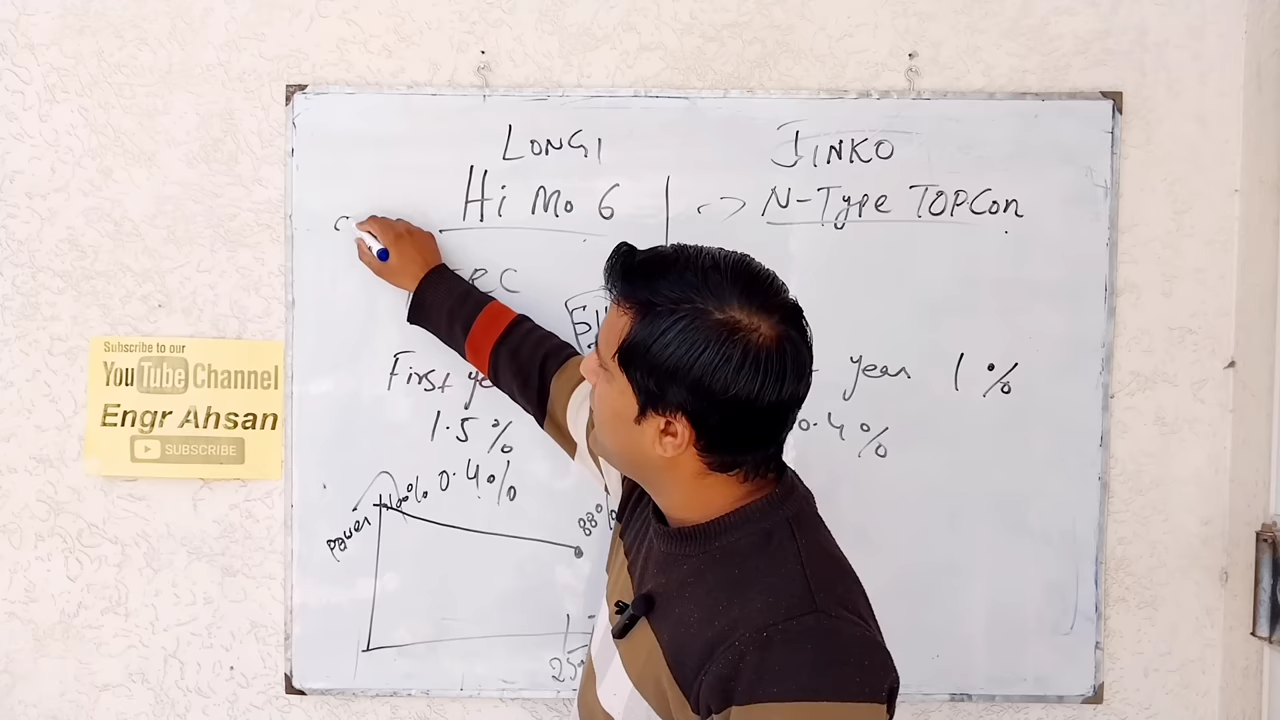 LONGI
JINKO
Hi Mo 6
N-Type TOPCon
First
year 1 %
1.5 %
0.4 %
0.4 %
100%
88%
Power
Subscribe to our
YouTube Channel
Engr Ahsan
SUBSCRIBE